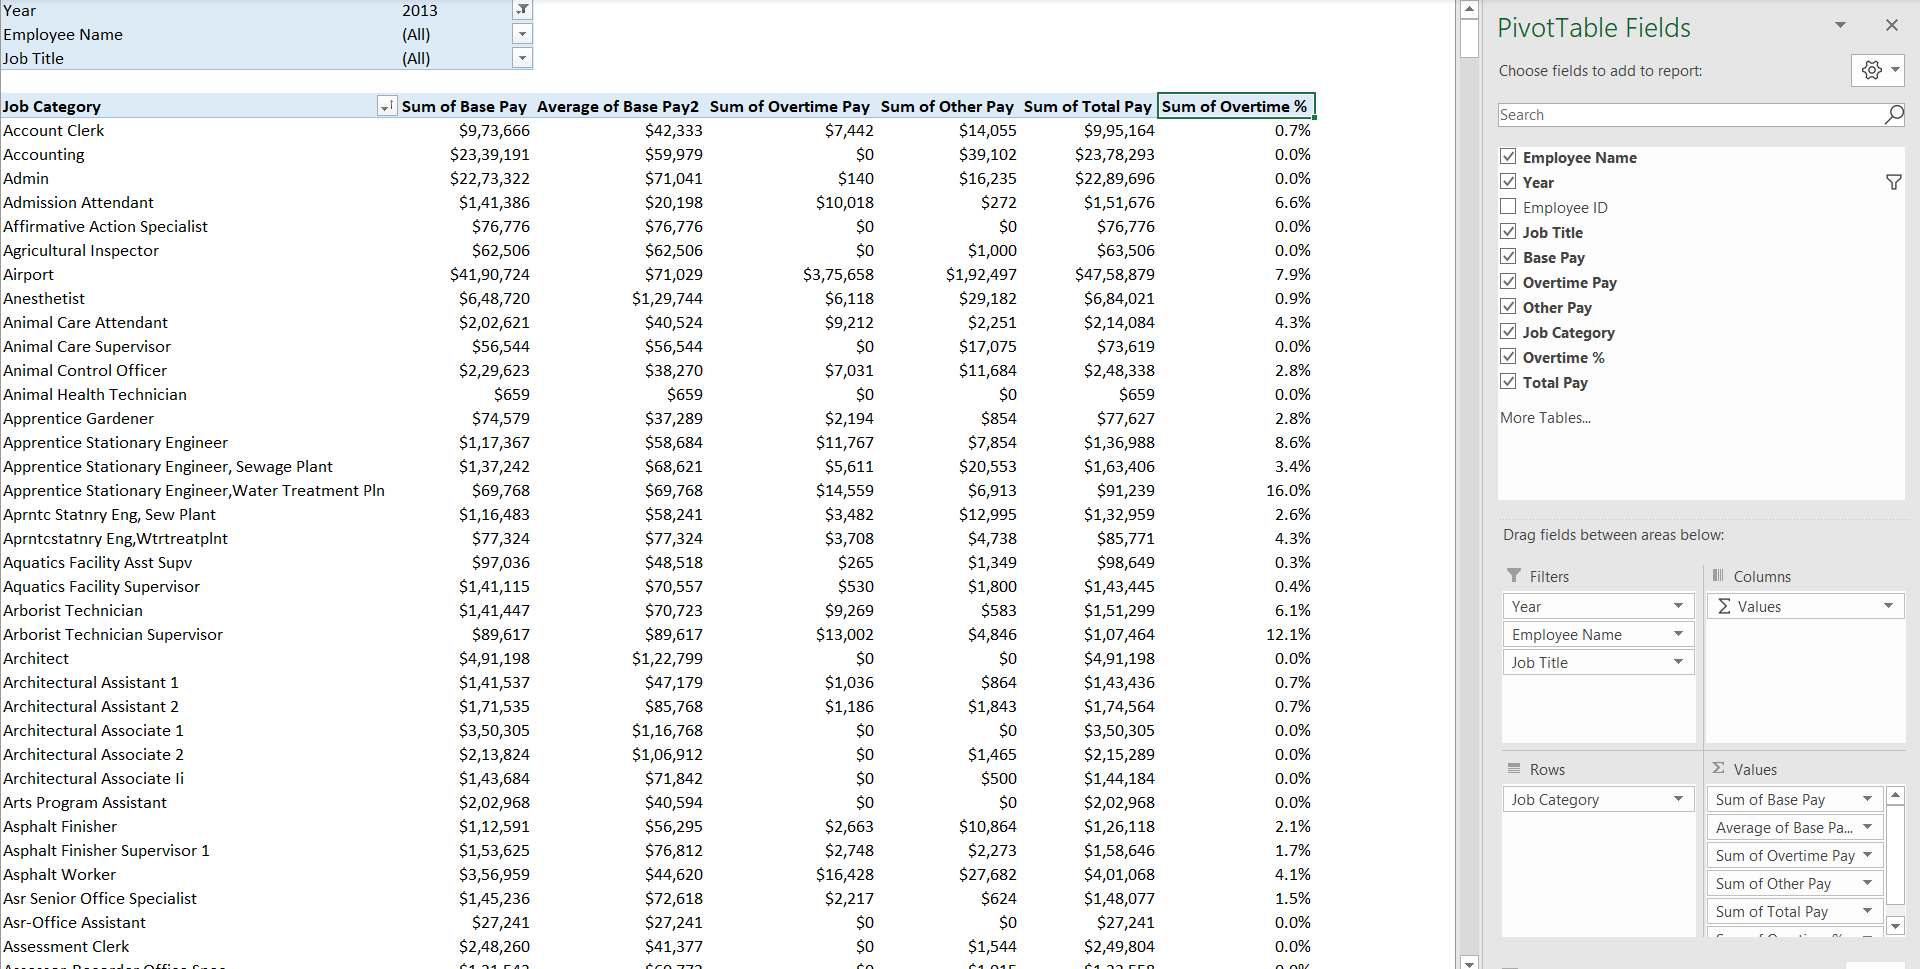 Year 2013
Employee Name (All)
Job Title (All)
Job Category Sum of Base Pay Average of Base Pay2 Sum of Overtime Pay Sum of Other Pay Sum of Total Pay Sum of Overtime %
Account Clerk $9,73,666 $42,333 $7,442 $14,055 $9,95,164 0.7%
Accounting $23,39,191 $59,979 $0 $39,102 $23,78,293 0.0%
Admin $22,73,322 $71,041 $140 $16,235 $22,89,696 0.0%
Admission Attendant $1,41,386 $20,198 $10,018 $272 $1,51,676 6.6%
Affirmative Action Specialist $76,776 $76,776 $0 $0 $76,776 0.0%
Agricultural Inspector $62,506 $62,506 $0 $1,000 $63,506 0.0%
Airport $41,90,724 $71,029 $3,75,658 $1,92,497 $47,58,879 7.9%
Anesthetist $6,48,720 $1,29,744 $6,118 $29,182 $6,84,021 0.9%
Animal Care Attendant $2,02,621 $40,524 $9,212 $2,251 $2,14,084 4.3%
Animal Care Supervisor $56,544 $56,544 $0 $17,075 $73,619 0.0%
Animal Control Officer $2,29,623 $38,270 $7,031 $11,684 $2,48,338 2.8%
Animal Health Technician $659 $659 $0 $0 $659 0.0%
Apprentice Gardener $74,579 $37,289 $2,194 $854 $77,627 2.8%
Apprentice Stationary Engineer $1,17,367 $58,684 $11,767 $7,854 $1,36,988 8.6%
Apprentice Stationary Engineer, Sewage Plant $1,37,242 $68,621 $5,611 $20,553 $1,63,406 3.4%
Apprentice Stationary Engineer,Water Treatment Pln $69,768 $69,768 $14,559 $6,913 $91,239 16.0%
Aprntc Statnry Eng, Sew Plant $1,16,483 $58,241 $3,482 $12,995 $1,32,959 2.6%
Aprntcstatnry Eng,Wtrtreatplnt $77,324 $77,324 $3,708 $4,738 $85,771 4.3%
Aquatics Facility Asst Supv $97,036 $48,518 $265 $1,349 $98,649 0.3%
Aquatics Facility Supervisor $1,41,115 $70,557 $530 $1,800 $1,43,445 0.4%
Arborist Technician $1,41,447 $70,723 $9,269 $583 $1,51,299 6.1%
Arborist Technician Supervisor $89,617 $89,617 $13,002 $4,846 $1,07,464 12.1%
Architect $4,91,198 $1,22,799 $0 $0 $4,91,198 0.0%
Architectural Assistant 1 $1,41,537 $47,179 $1,036 $864 $1,43,436 0.7%
Architectural Assistant 2 $1,71,535 $85,768 $1,186 $1,843 $1,74,564 0.7%
Architectural Associate 1 $3,50,305 $1,16,768 $0 $0 $3,50,305 0.0%
Architectural Associate 2 $2,13,824 $1,06,912 $0 $1,465 $2,15,289 0.0%
Architectural Associate Ii $1,43,684 $71,842 $0 $500 $1,44,184 0.0%
Arts Program Assistant $2,02,968 $40,594 $0 $0 $2,02,968 0.0%
Asphalt Finisher $1,12,591 $56,295 $2,663 $10,864 $1,26,118 2.1%
Asphalt Finisher Supervisor 1 $1,53,625 $76,812 $2,748 $2,273 $1,58,646 1.7%
Asphalt Worker $3,56,959 $44,620 $16,428 $27,682 $4,01,068 4.1%
Asr Senior Office Specialist $1,45,236 $72,618 $2,217 $624 $1,48,077 1.5%
Asr-Office Assistant $27,241 $27,241 $0 $0 $27,241 0.0%
Assessment Clerk $2,48,260 $41,377 $0 $1,544 $2,49,804 0.0%
PivotTable Fields
Choose fields to add to report:
Search
Employee Name
Year
Employee ID
Job Title
Base Pay
Overtime Pay
Other Pay
Job Category
Overtime %
Total Pay
More Tables...
Drag fields between areas below:
Filters
Year
Employee Name
Job Title
Columns
Σ Values
Rows
Job Category
Σ Values
Sum of Base Pay
Average of Base Pa...
Sum of Overtime Pay
Sum of Other Pay
Sum of Total Pay